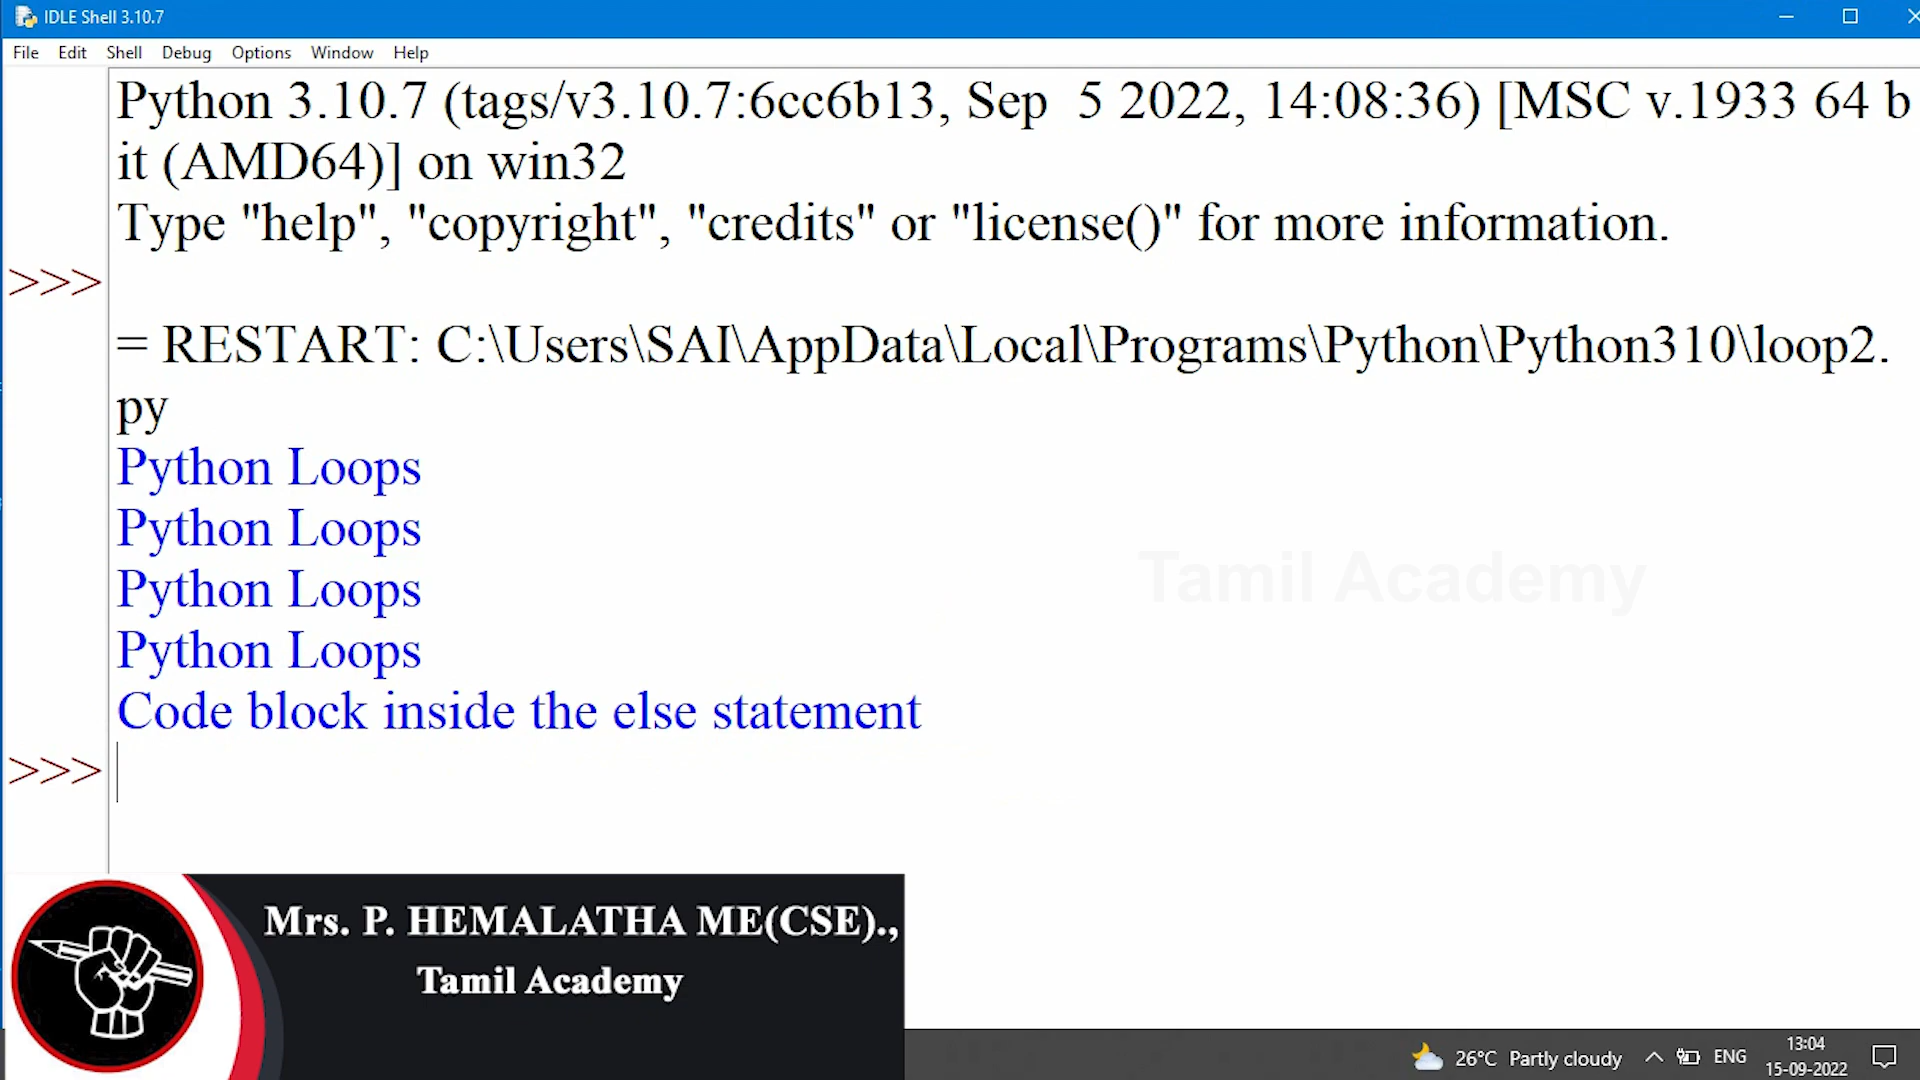 IDLE Shell 3.10.7
File Edit Shell Debug Options Window Help
Python 3.10.7 (tags/v3.10.7:6cc6b13, Sep  5 2022, 14:08:36) [MSC v.1933 64 b
it (AMD64)] on win32
Type "help", "copyright", "credits" or "license()" for more information.
>>>
= RESTART: C:\Users\SAI\AppData\Local\Programs\Python\Python310\loop2.
py
Python Loops
Python Loops
Python Loops
Python Loops
Code block inside the else statement
>>>
Tamil Academy
Mrs. P. HEMALATHA ME(CSE).,
Tamil Academy
26°C Partly cloudy ENG 13:04
15-09-2022